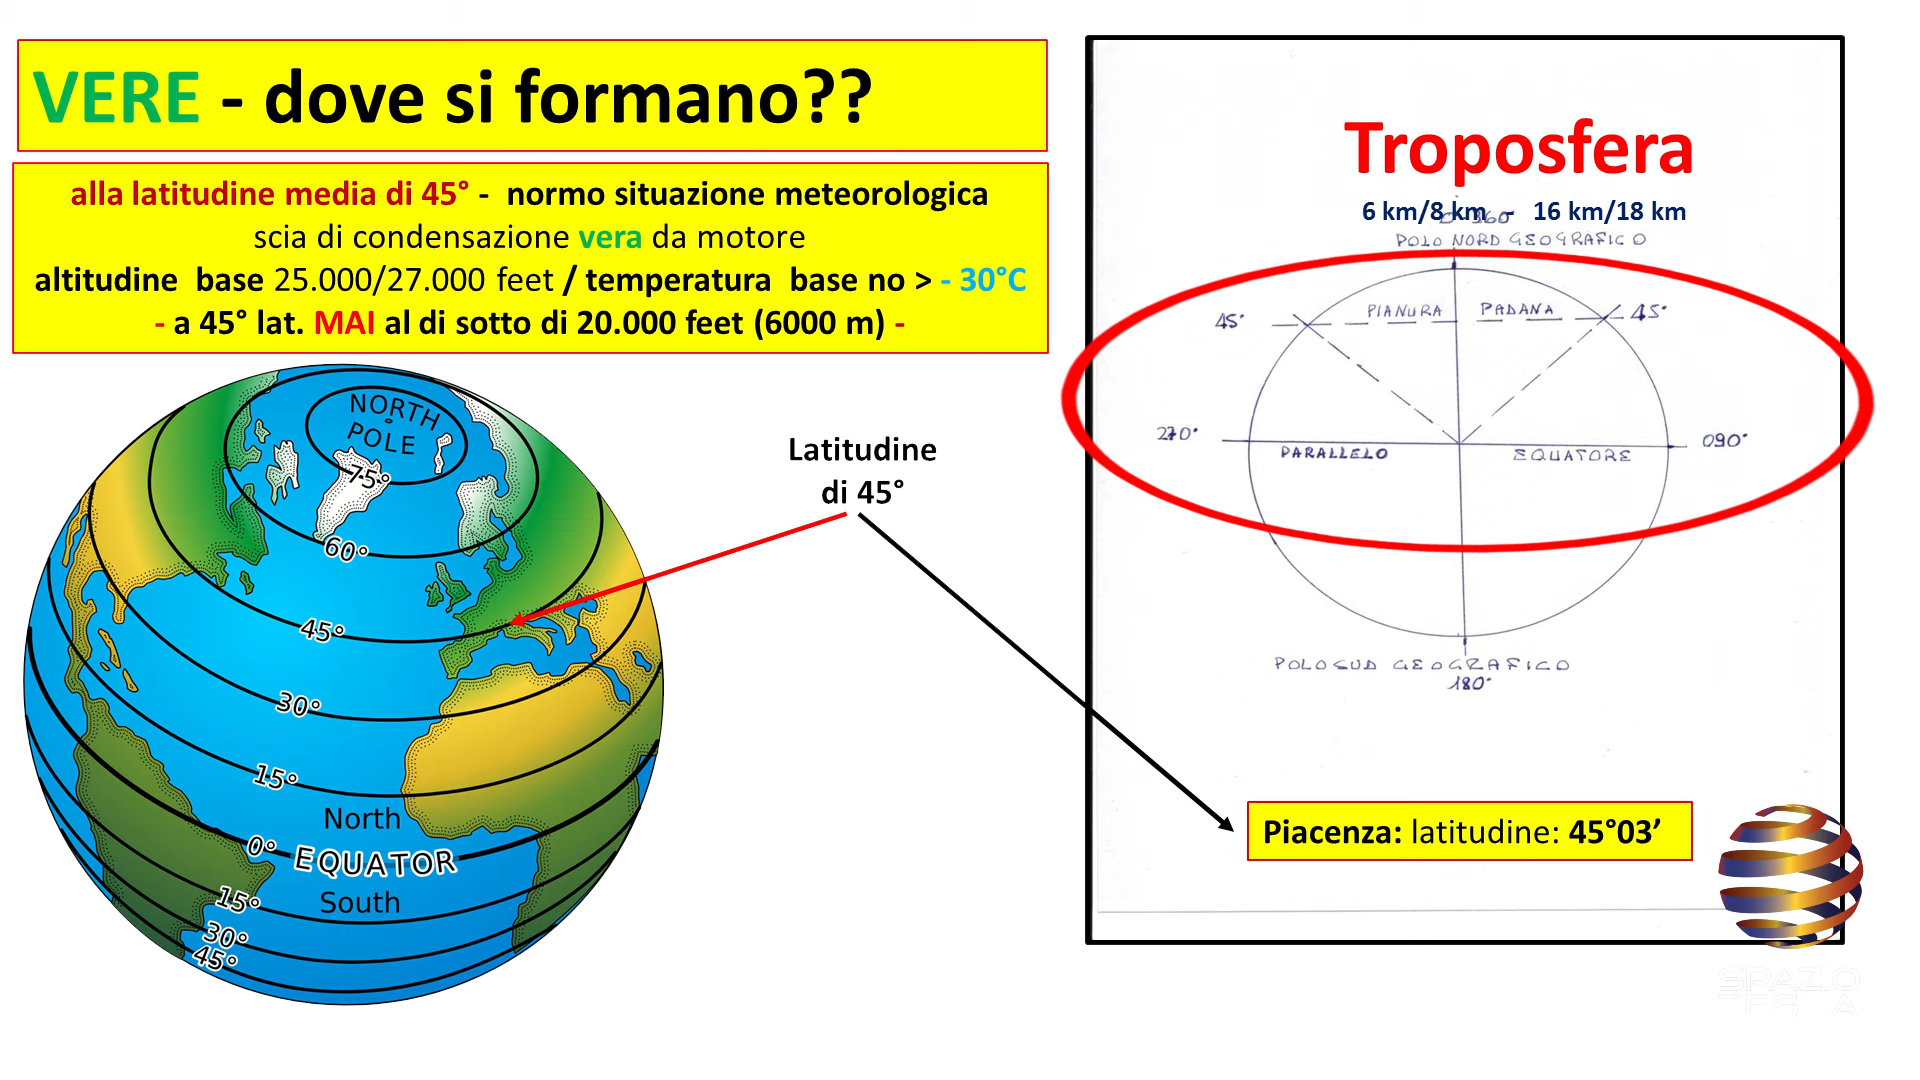 VERE - dove si formano??
alla latitudine media di 45° - normo situazione meteorologica
scia di condensazione vera da motore
altitudine base 25.000/27.000 feet / temperatura base no > - 30°C
- a 45° lat. MAI al di sotto di 20.000 feet (6000 m) -
NORTH
POLE
75°
60°
45°
30°
15°
North
0° EQUATOR
South
15°
30°
45°
Latitudine
di 45°
Troposfera
6 km/8 km - 16 km/18 km
360°
POLO NORD GEOGRAFICO
45° PIANURA PADANA 45°
270° 090°
PARALLELO EQUATORE
POLO SUD GEOGRAFICO
180°
Piacenza: latitudine: 45°03’
SPAZIO